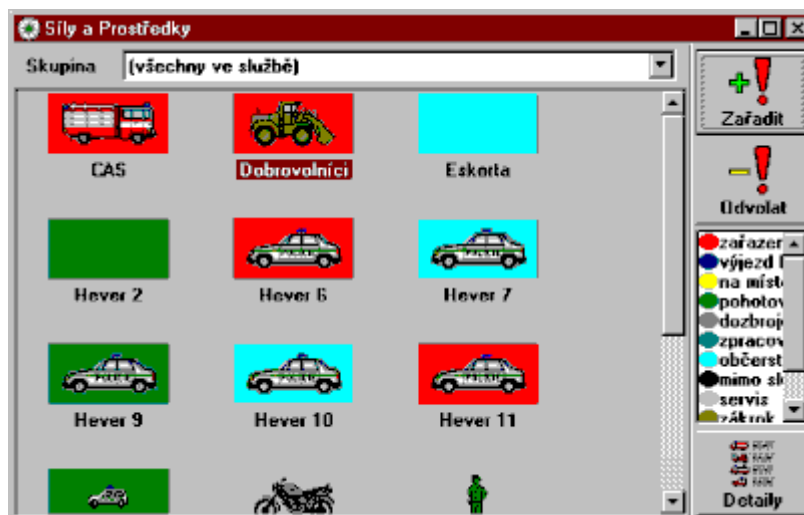 Síly a Prostředky
Skupina (všechny ve službě)
Zařadit
CAS Dobrovolníci Eskorta
Odvolat
Hever 2 Hever 6 Hever 7
zařazen
výjezd
na míst
pohotov
dozbroj
zpracov
občerst
mimo sl
servis
zákrok
Hever 9 Hever 10 Hever 11
Detaily